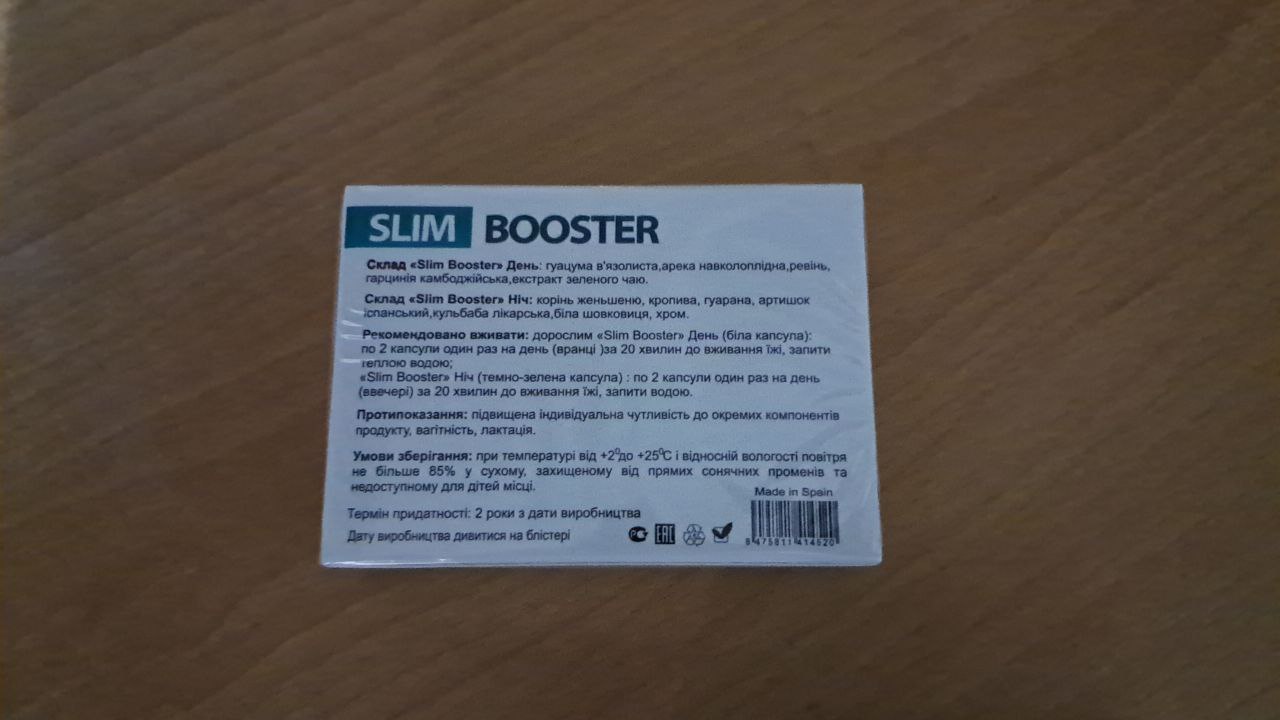 SLIM BOOSTER
Склад «Slim Booster» День: гуацума в'язолиста,арека навколоплідна,ревінь,
гарцинія камбоджійська,екстракт зеленого чаю.
Склад «Slim Booster» Ніч: корінь женьшеню, кропива, гуарана, артишок
іспанський,кульбаба лікарська,біла шовковиця, хром.
Рекомендовано вживати: дорослим «Slim Booster» День (біла капсула):
по 2 капсули один раз на день (вранці )за 20 хвилин до вживання їжі, запити
теплою водою;
«Slim Booster» Ніч (темно-зелена капсула) : по 2 капсули один раз на день
(ввечері) за 20 хвилин до вживання їжі, запити водою.
Протипоказання: підвищена індивідуальна чутливість до окремих компонентів
продукту, вагітність, лактація.
Умови зберігання: при температурі від +2⁰до +25⁰С і відносній вологості повітря
не більше 85% у сухому, захищеному від прямих сонячних променів та
недоступному для дітей місці.
Made in Spain
Термін придатності: 2 роки з дати виробництва
Дату виробництва дивитися на блістері
EAC
8 475811 414520